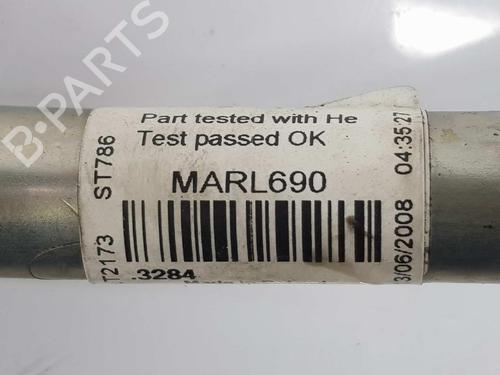 B-PARTS
Part tested with He
Test passed OK
MARL690
.3284
T2173 ST786
3/06/2008 04:35:27